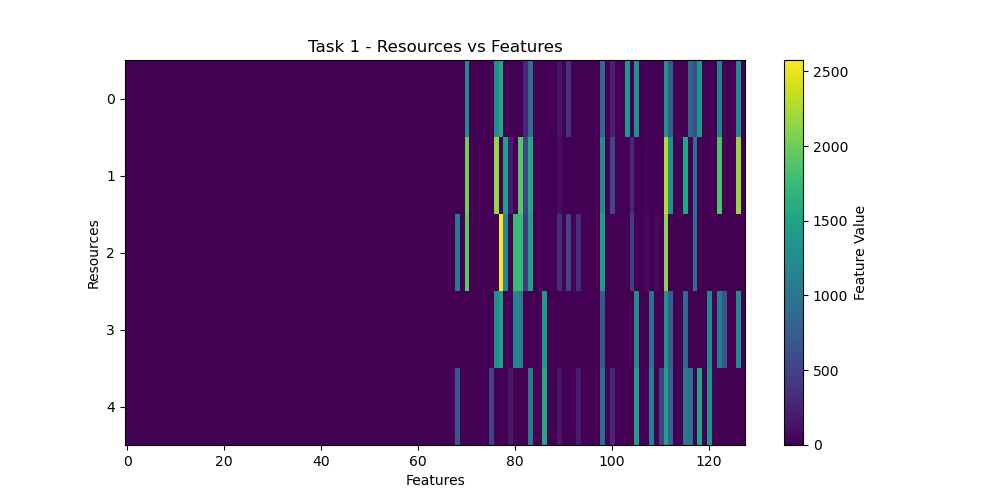 Task 1 - Resources vs Features
Resources
0
1
2
3
4
0 20 40 60 80 100 120
Features
2500
2000
1500
1000
500
0
Feature Value